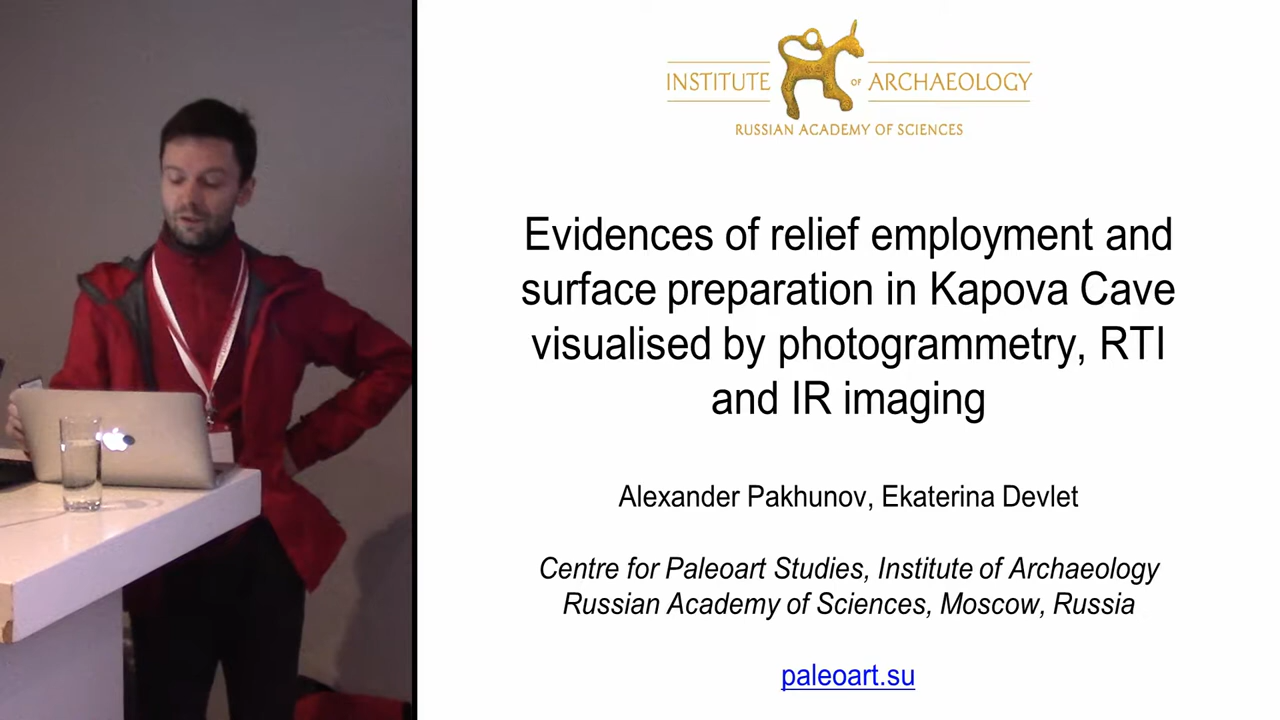 INSTITUTE OF ARCHAEOLOGY
RUSSIAN ACADEMY OF SCIENCES
Evidences of relief employment and
surface preparation in Kapova Cave
visualised by photogrammetry, RTI
and IR imaging
Alexander Pakhunov, Ekaterina Devlet
Centre for Paleoart Studies, Institute of Archaeology
Russian Academy of Sciences, Moscow, Russia
paleoart.su